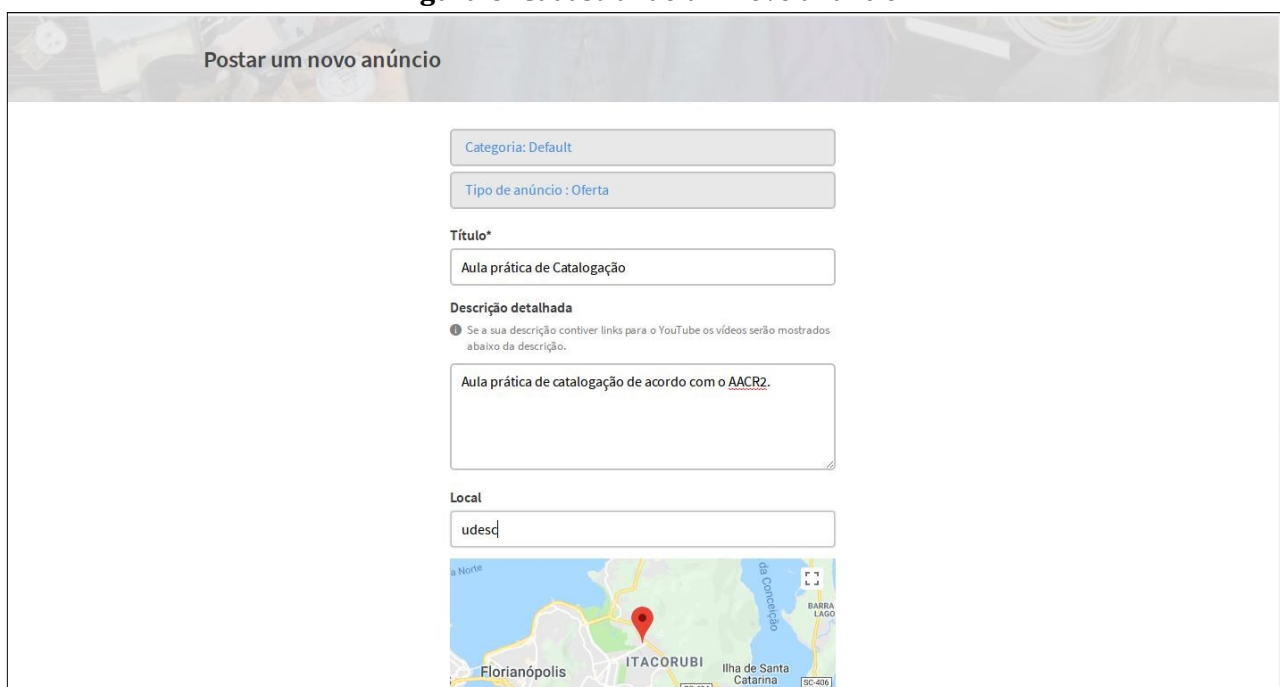 Postar um novo anúncio
Categoria: Default
Tipo de anúncio : Oferta
Título*
Aula prática de Catalogação
Descrição detalhada
Se a sua descrição contiver links para o YouTube os vídeos serão mostrados
abaixo da descrição.
Aula prática de catalogação de acordo com o AACR2.
Local
udesc
a Norte
da Conceição
BARRA
LAGO
ITACORUBI
Florianópolis
Ilha de Santa
Catarina
SC-406